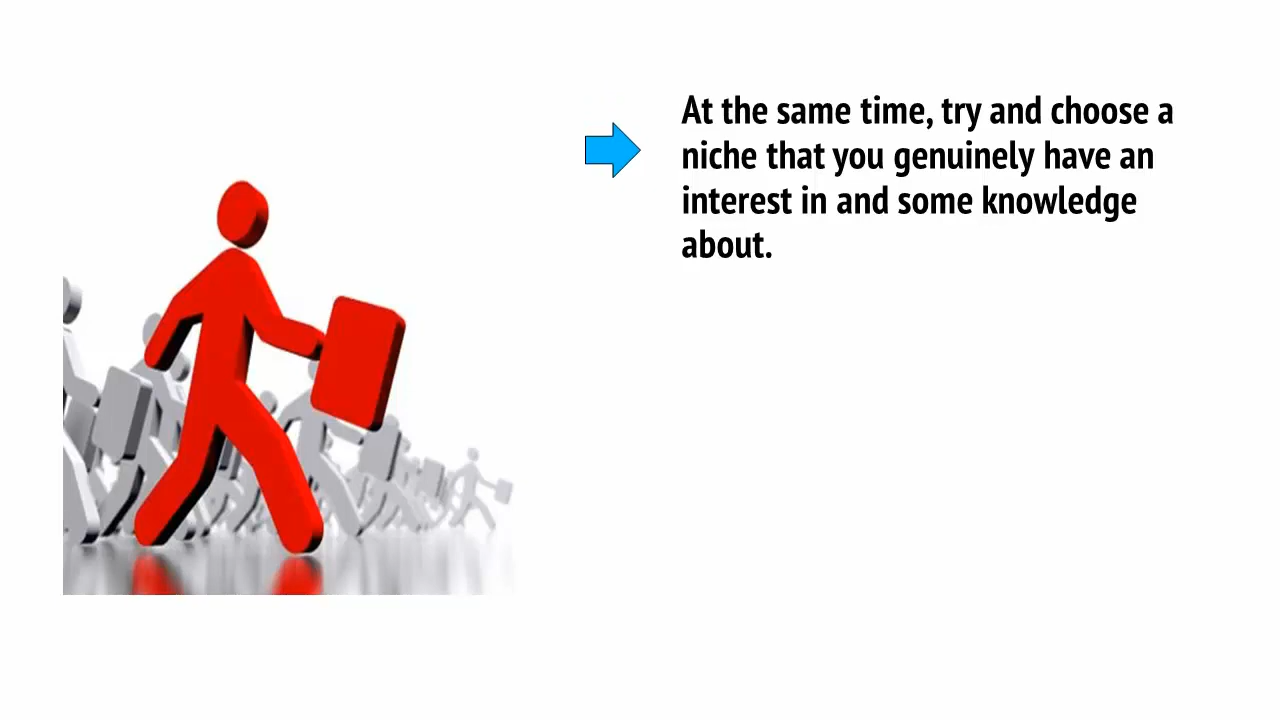 At the same time, try and choose a
niche that you genuinely have an
interest in and some knowledge
about.